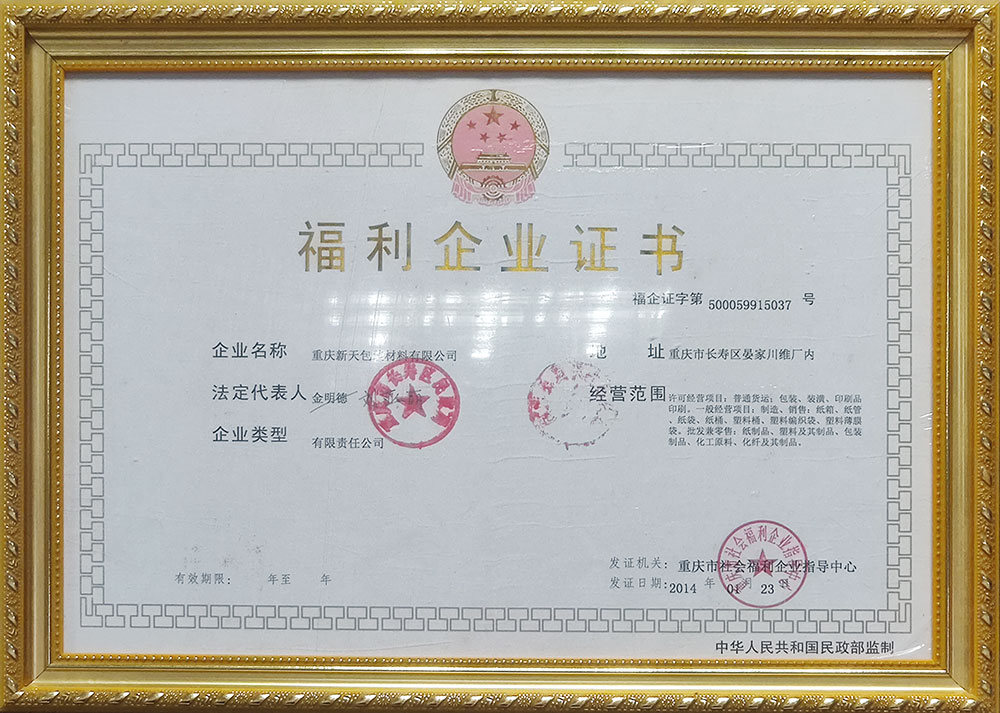 福利企业证书
福企证字第 500059915037 号
企业名称 重庆新天包装材料有限公司
地 址 重庆市长寿区晏家川维厂内
法定代表人 金明德
经营范围 许可经营项目：普通货运；包装、装潢、印刷品
印刷。一般经营项目：制造、销售：纸箱、纸管
、纸袋、纸桶、塑料桶、塑料编织袋、塑料薄膜
袋。批发兼零售：纸制品、塑料及其制品、包装
制品、化工原料、化纤及其制品。
企业类型 有限责任公司
发证机关： 重庆市社会福利企业指导中心
有效期限： 年至 年
发证日期：2014 年 01 月 23 日
中华人民共和国民政部监制